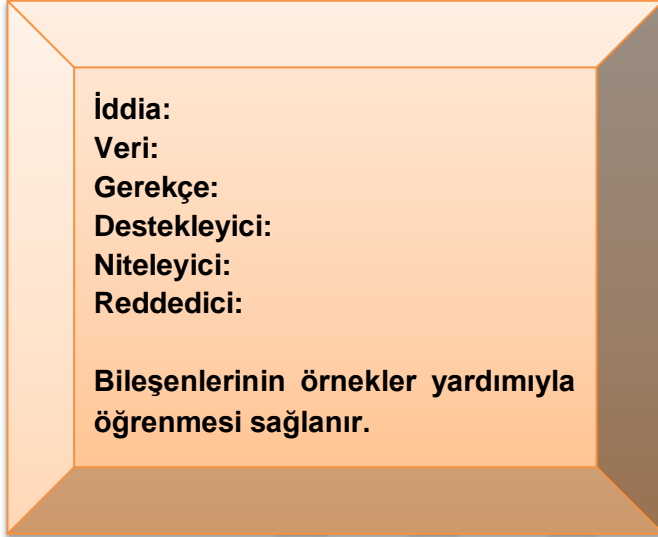 İddia:
Veri:
Gerekçe:
Destekleyici:
Niteleyici:
Reddedici:
Bileşenlerinin örnekler yardımıyla
öğrenmesi sağlanır.